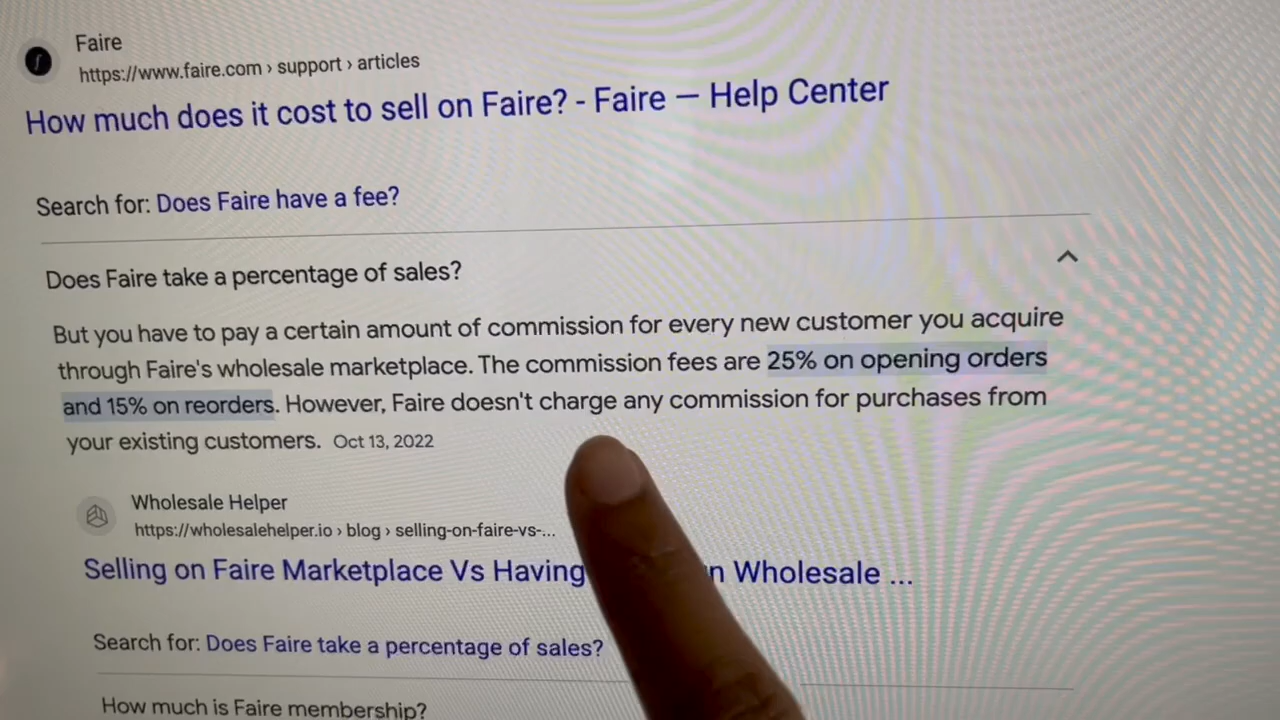 Faire
https://www.faire.com › support › articles
How much does it cost to sell on Faire? - Faire — Help Center
Search for: Does Faire have a fee?
Does Faire take a percentage of sales?
But you have to pay a certain amount of commission for every new customer you acquire
through Faire's wholesale marketplace. The commission fees are 25% on opening orders
and 15% on reorders. However, Faire doesn't charge any commission for purchases from
your existing customers. Oct 13, 2022
Wholesale Helper
https://wholesalehelper.io › blog › selling-on-faire-vs-...
Selling on Faire Marketplace Vs Having Wholesale ...
Search for: Does Faire take a percentage of sales?
How much is Faire membership?